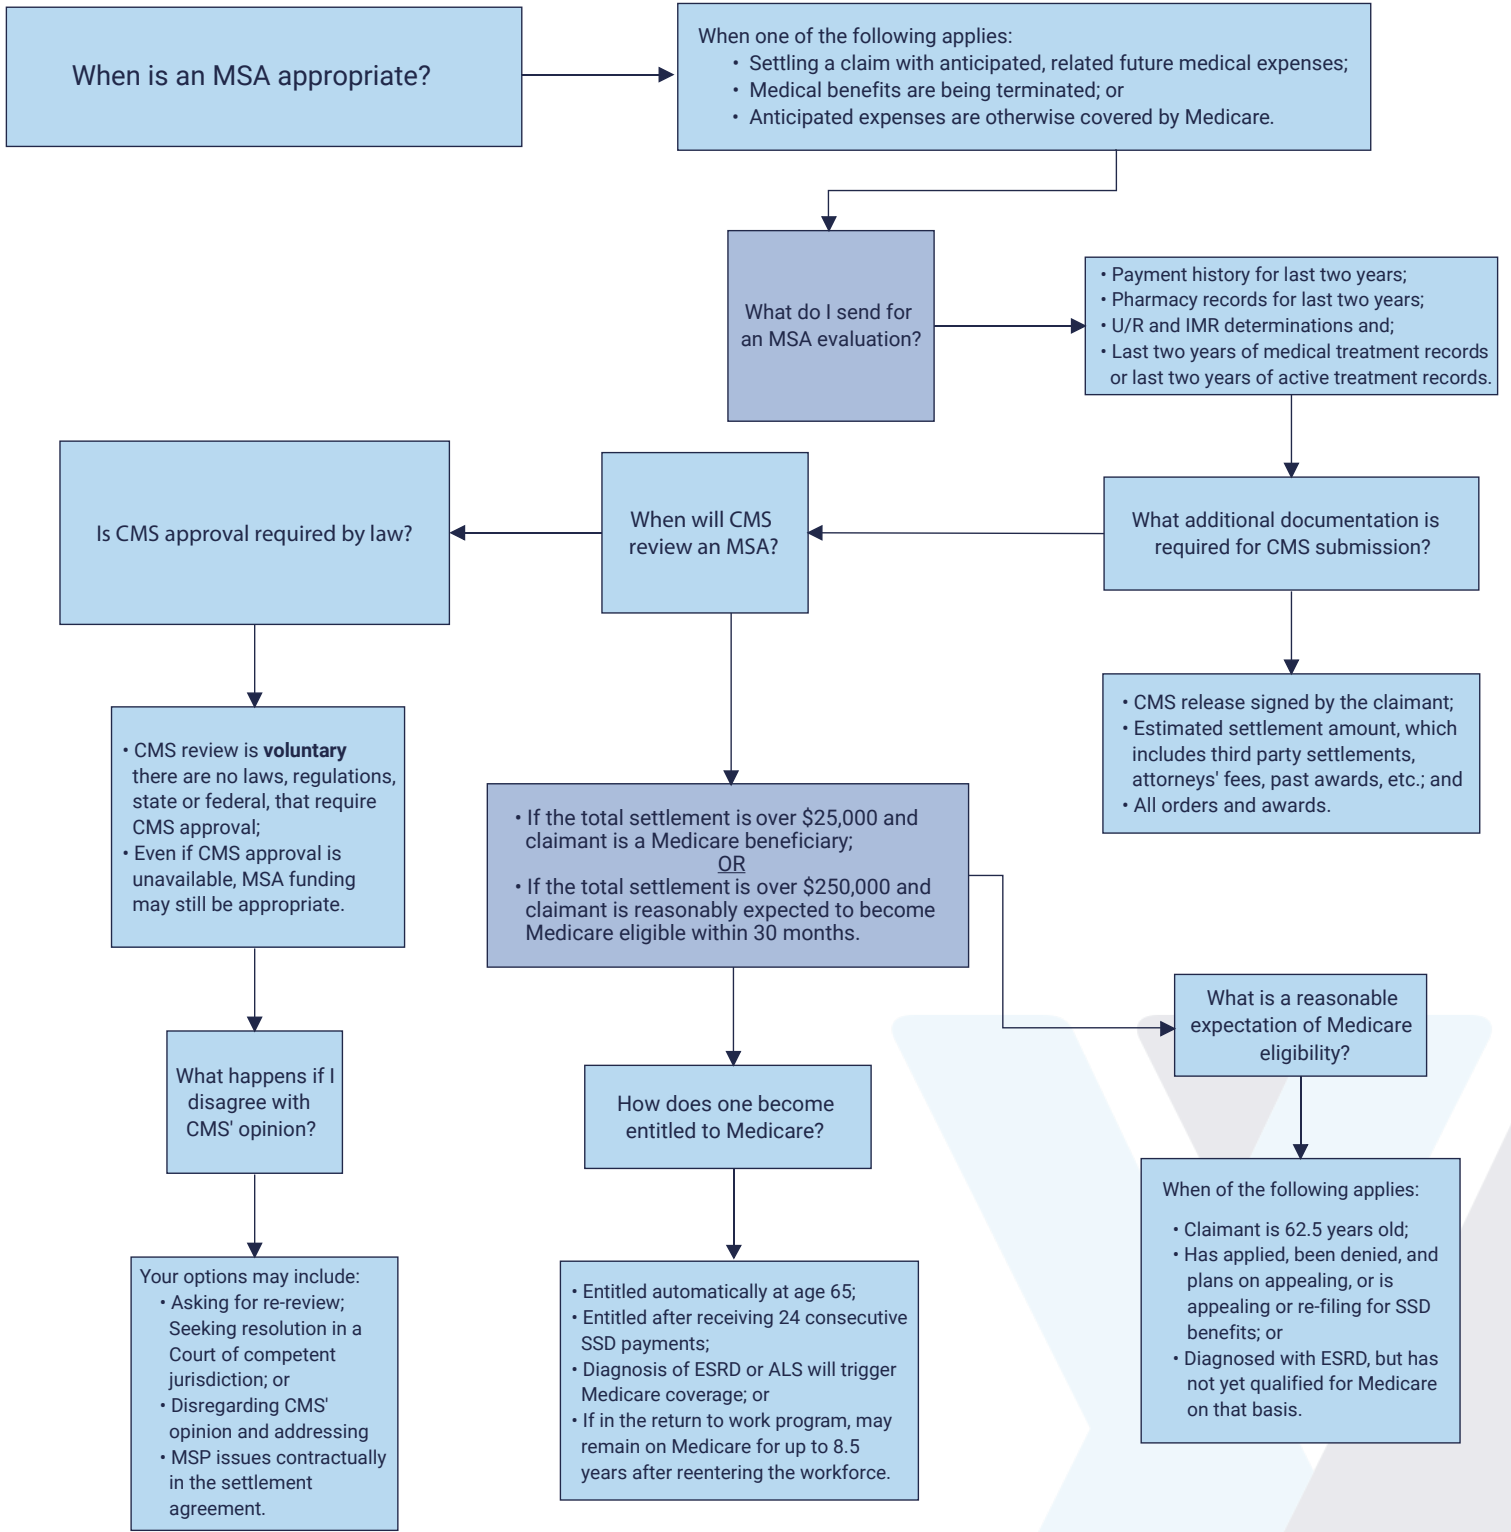 When is an MSA appropriate?
When one of the following applies:
• Settling a claim with anticipated, related future medical expenses;
• Medical benefits are being terminated; or
• Anticipated expenses are otherwise covered by Medicare.
What do I send for
an MSA evaluation?
• Payment history for last two years;
• Pharmacy records for last two years;
• U/R and IMR determinations and;
• Last two years of medical treatment records
or last two years of active treatment records.
Is CMS approval required by law?
When will CMS
review an MSA?
What additional documentation is
required for CMS submission?
• CMS release signed by the claimant;
• Estimated settlement amount, which
includes third party settlements,
attorneys' fees, past awards, etc.; and
• All orders and awards.
• CMS review is voluntary
there are no laws, regulations,
state or federal, that require
CMS approval;
• Even if CMS approval is
unavailable, MSA funding
may still be appropriate.
• If the total settlement is over $25,000 and
claimant is a Medicare beneficiary;
OR
• If the total settlement is over $250,000 and
claimant is reasonably expected to become
Medicare eligible within 30 months.
What is a reasonable
expectation of Medicare
eligibility?
What happens if I
disagree with
CMS' opinion?
How does one become
entitled to Medicare?
When of the following applies:
• Claimant is 62.5 years old;
• Has applied, been denied, and
plans on appealing, or is
appealing or re-filing for SSD
benefits; or
• Diagnosed with ESRD, but has
not yet qualified for Medicare
on that basis.
Your options may include:
• Asking for re-review;
Seeking resolution in a
Court of competent
jurisdiction; or
• Disregarding CMS'
opinion and addressing
• MSP issues contractually
in the settlement
agreement.
• Entitled automatically at age 65;
• Entitled after receiving 24 consecutive
SSD payments;
• Diagnosis of ESRD or ALS will trigger
Medicare coverage; or
• If in the return to work program, may
remain on Medicare for up to 8.5
years after reentering the workforce.